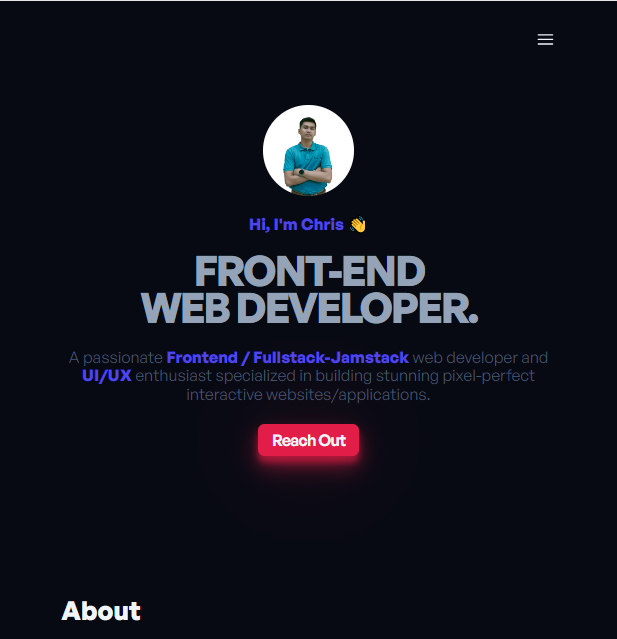 Hi, I'm Chris 👋
FRONT-END
WEB DEVELOPER.
A passionate Frontend / Fullstack-Jamstack web developer and
UI/UX enthusiast specialized in building stunning pixel-perfect
interactive websites/applications.
Reach Out
About